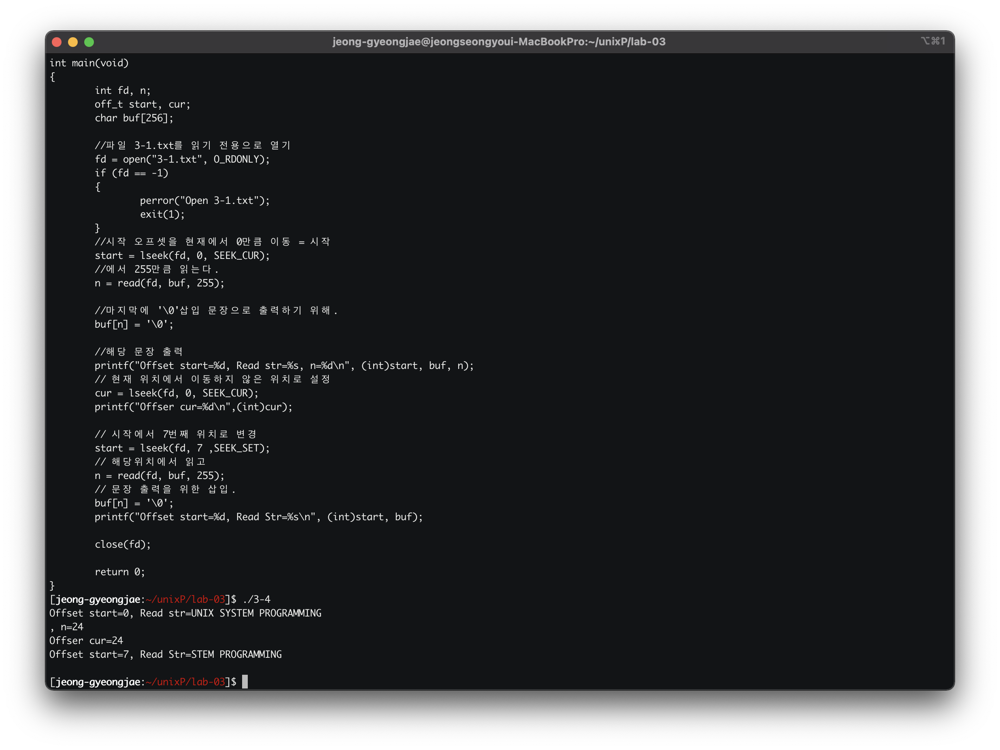 jeong-gyeongjae@jeongseongyoui-MacBookPro:~/unixP/lab-03 ⌥⌘1
int main(void)
{
        int fd, n;
        off_t start, cur;
        char buf[256];

        //파일 3-1.txt를 읽기 전용으로 열기
        fd = open("3-1.txt", O_RDONLY);
        if (fd == -1)
        {
                perror("Open 3-1.txt");
                exit(1);
        }
        //시작 오프셋을 현재에서 0만큼 이동 = 시작
        start = lseek(fd, 0, SEEK_CUR);
        //에서 255만큼 읽는다.
        n = read(fd, buf, 255);

        //마지막에 '\0'삽입 문장으로 출력하기 위해.
        buf[n] = '\0';

        //해당 문장 출력
        printf("Offset start=%d, Read str=%s, n=%d\n", (int)start, buf, n);
        // 현재 위치에서 이동하지 않은 위치로 설정
        cur = lseek(fd, 0, SEEK_CUR);
        printf("Offser cur=%d\n",(int)cur);

        // 시작에서 7번째 위치로 변경
        start = lseek(fd, 7 ,SEEK_SET);
        // 해당위치에서 읽고
        n = read(fd, buf, 255);
        // 문장 출력을 위한 삽입.
        buf[n] = '\0';
        printf("Offset start=%d, Read Str=%s\n", (int)start, buf);

        close(fd);

        return 0;
}
[jeong-gyeongjae:~/unixP/lab-03]$ ./3-4
Offset start=0, Read str=UNIX SYSTEM PROGRAMMING
, n=24
Offser cur=24
Offset start=7, Read Str=STEM PROGRAMMING

[jeong-gyeongjae:~/unixP/lab-03]$